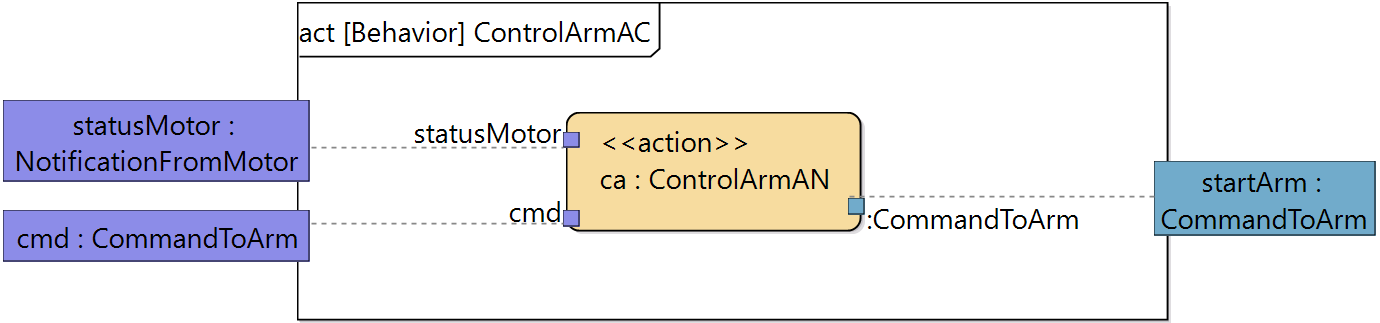 act [Behavior] ControlArmAC
statusMotor :
NotificationFromMotor
cmd : CommandToArm
statusMotor
cmd
<<action>>
ca : ControlArmAN
:CommandToArm
startArm :
CommandToArm